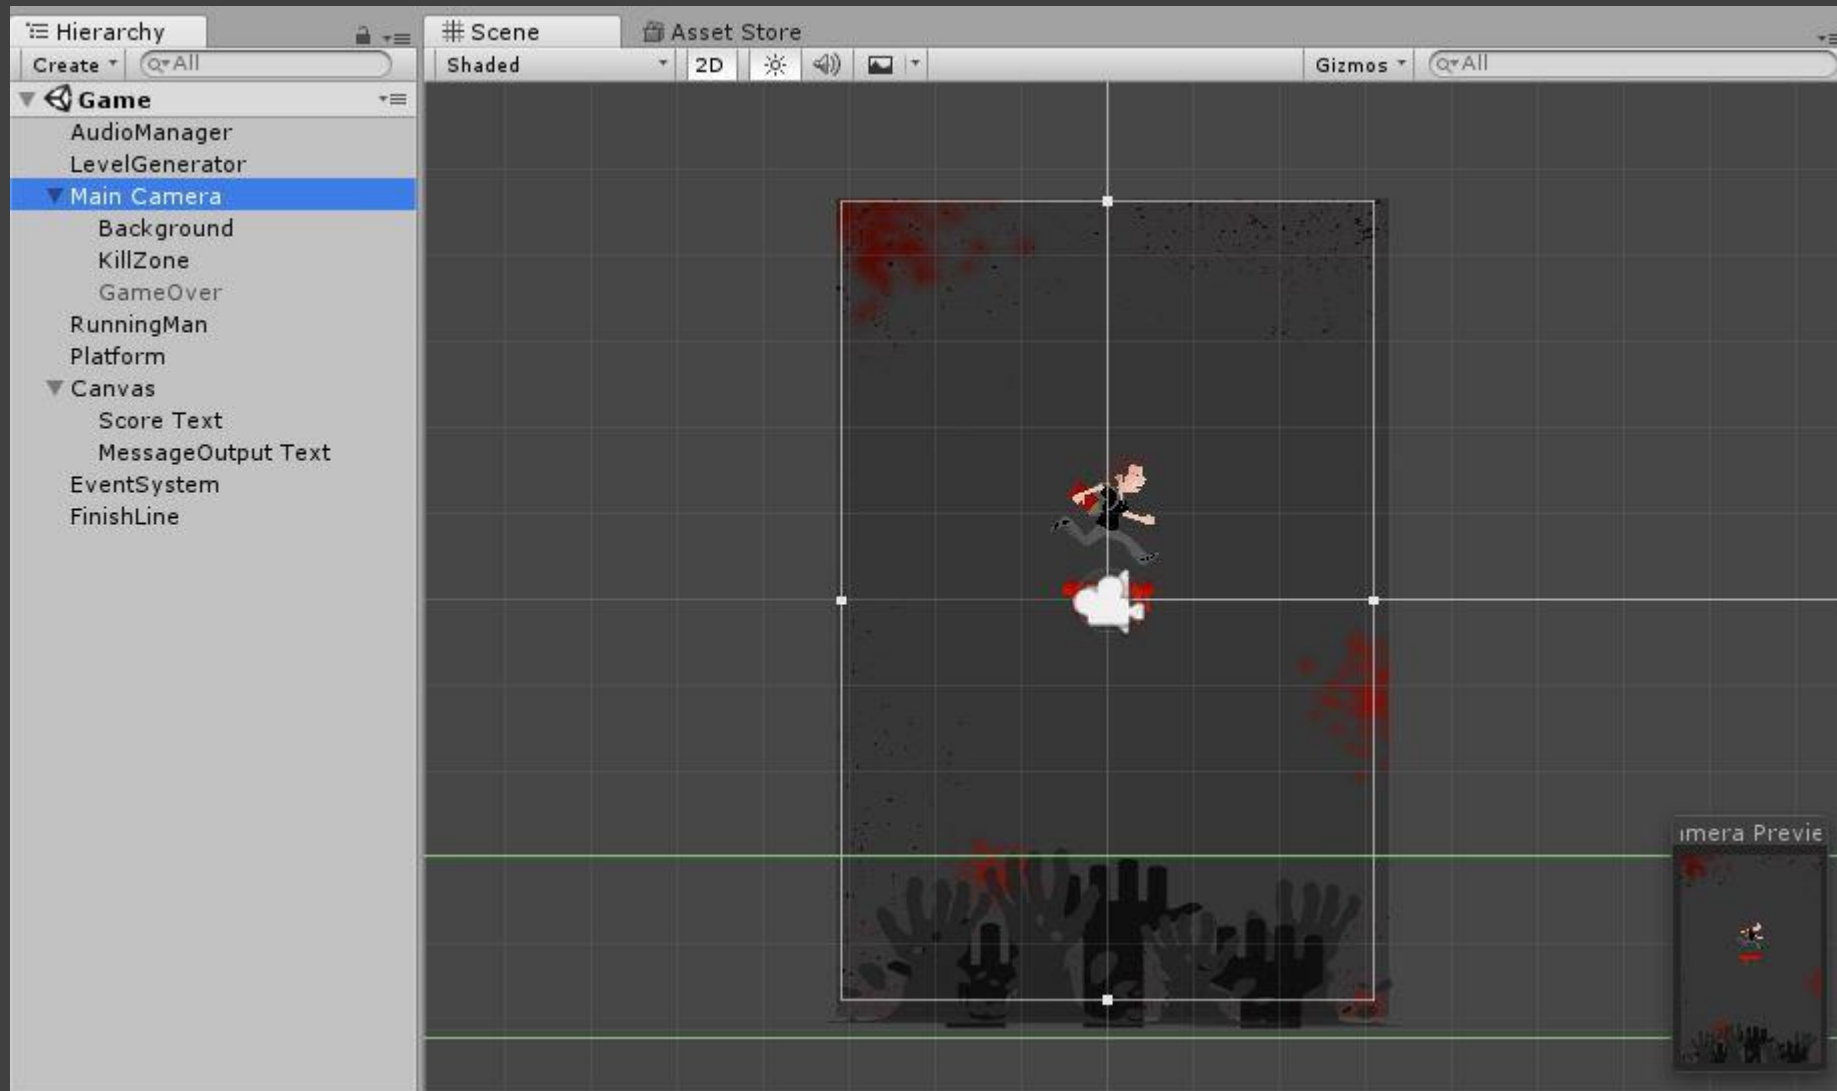 Hierarchy
Create All
Game
AudioManager
LevelGenerator
Main Camera
Background
KillZone
GameOver
RunningMan
Platform
Canvas
Score Text
MessageOutput Text
EventSystem
FinishLine
Scene Asset Store
Shaded 2D Gizmos All
mera Previe